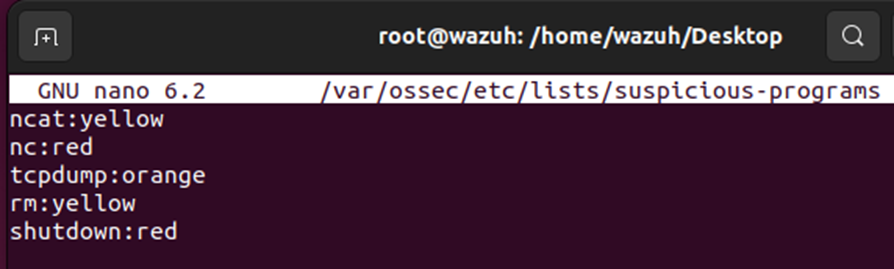 root@wazuh: /home/wazuh/Desktop
GNU nano 6.2 /var/ossec/etc/lists/suspicious-programs
ncat:yellow
nc:red
tcpdump:orange
rm:yellow
shutdown:red